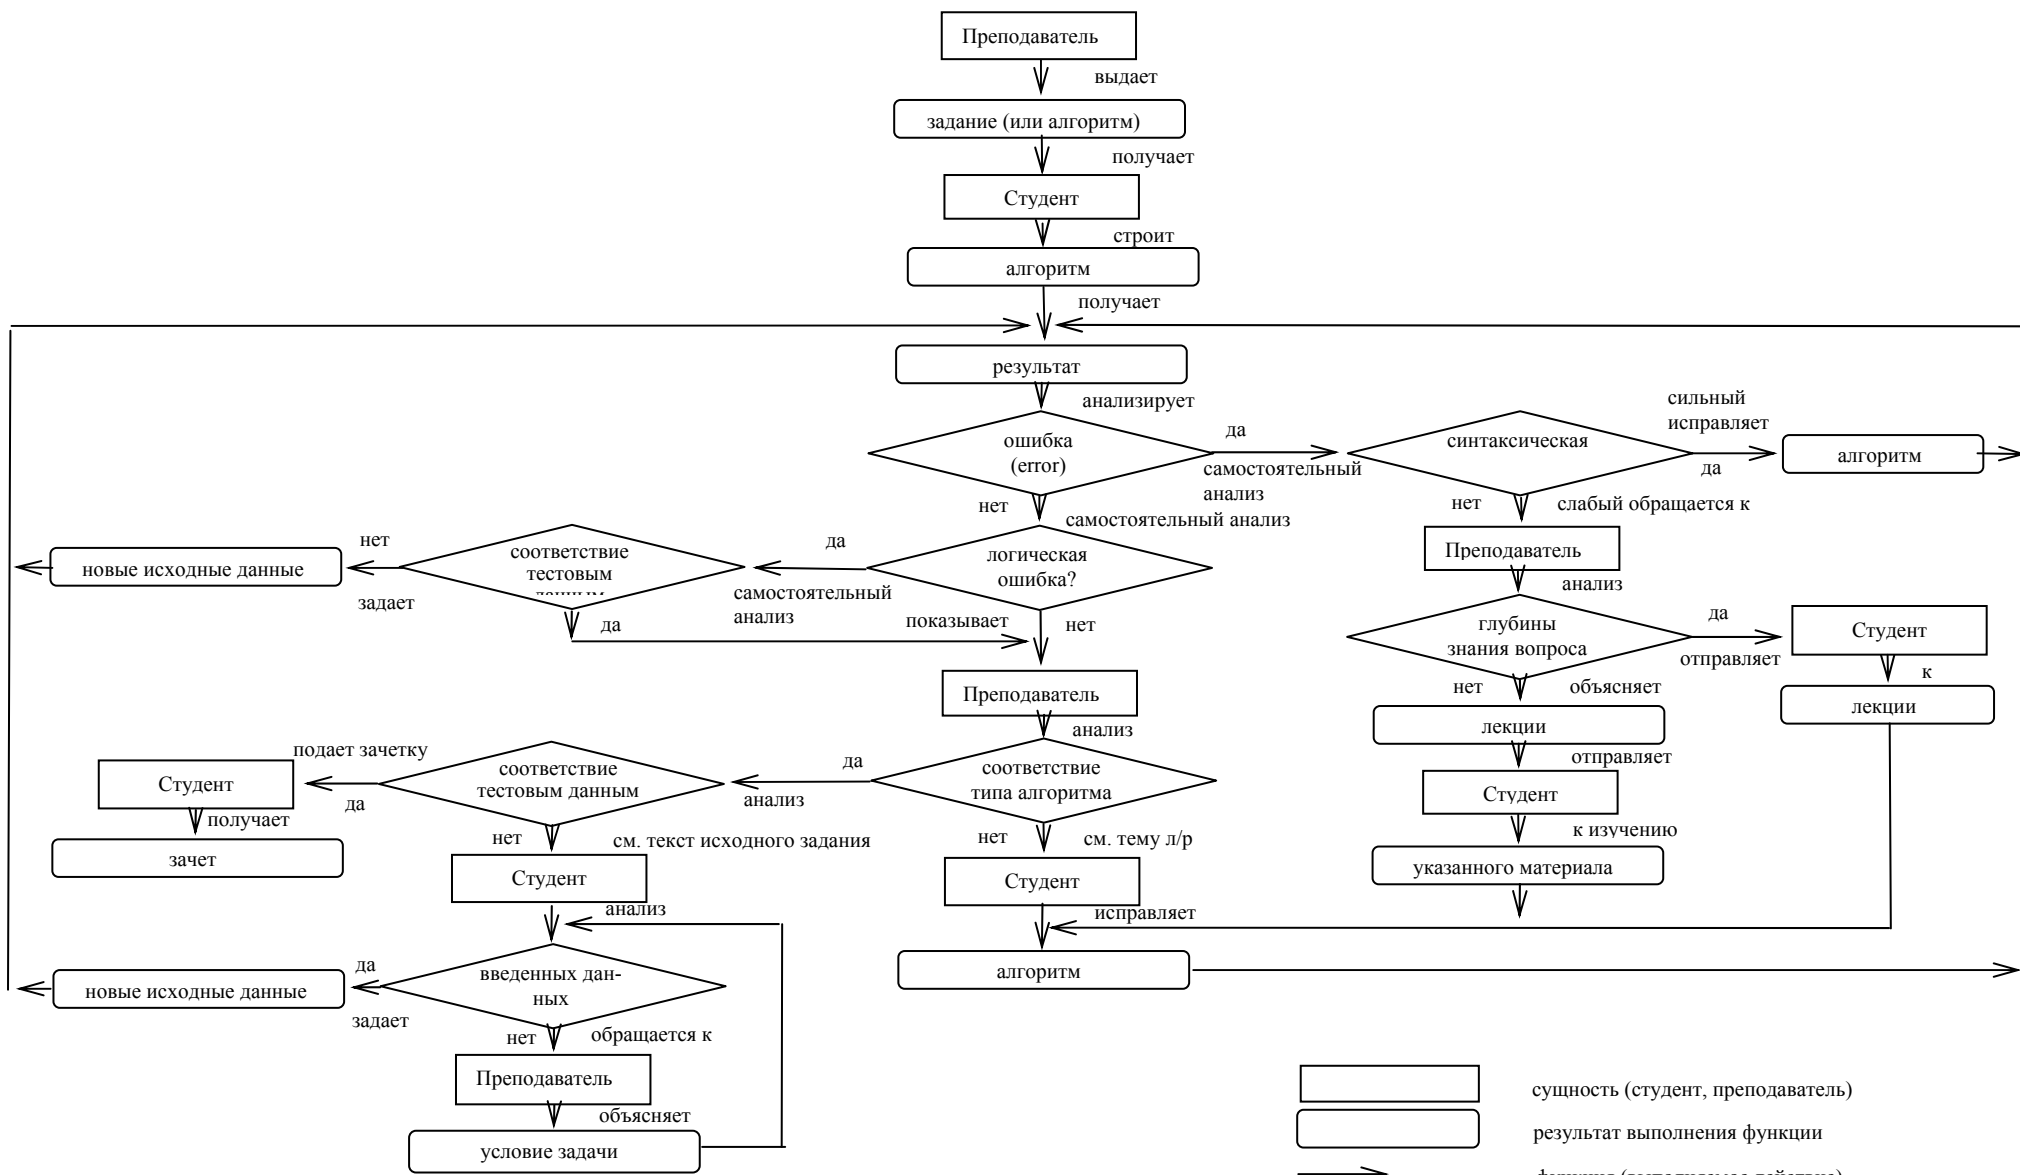 Преподаватель
выдает
задание (или алгоритм)
получает
Студент
строит
алгоритм
получает
результат
анализирует
ошибка
(error)
да
самостоятельный
анализ
нет
самостоятельный анализ
синтаксическая
сильный
исправляет
да
алгоритм
нет
слабый обращается к
Преподаватель
анализ
глубины
знания вопроса
да
отправляет
Студент
к
лекции
нет
объясняет
лекции
отправляет
Студент
к изучению
указанного материала
логическая
ошибка?
да
самостоятельный
анализ
соответствие
тестовым
нет
задает
новые исходные данные
да
показывает
нет
Преподаватель
анализ
соответствие
типа алгоритма
да
анализ
соответствие
тестовым данным
подает зачетку
да
Студент
получает
зачет
нет
см. текст исходного задания
Студент
анализ
введенных дан-
ных
да
задает
новые исходные данные
нет
обращается к
Преподаватель
объясняет
условие задачи
нет
см. тему л/р
Студент
исправляет
алгоритм
сущность (студент, преподаватель)
результат выполнения функции